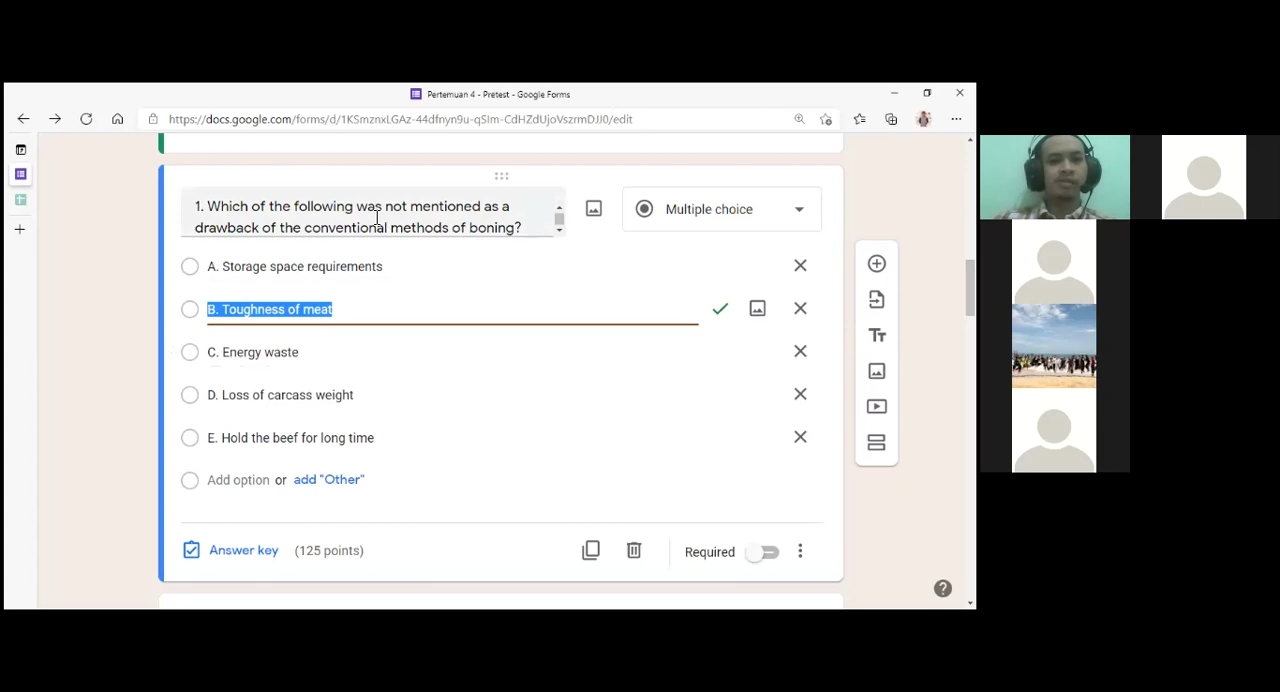 Pertemuan 4 - Pretest - Google Forms
https://docs.google.com/forms/d/1KSmznxLGAz-44dfnyn9u-qSIm-CdHZdUjoVszrmDJJ0/edit
1. Which of the following was not mentioned as a
drawback of the conventional methods of boning?
Multiple choice
A. Storage space requirements
B. Toughness of meat
C. Energy waste
D. Loss of carcass weight
E. Hold the beef for long time
Add option or add "Other"
Answer key (125 points)
Required